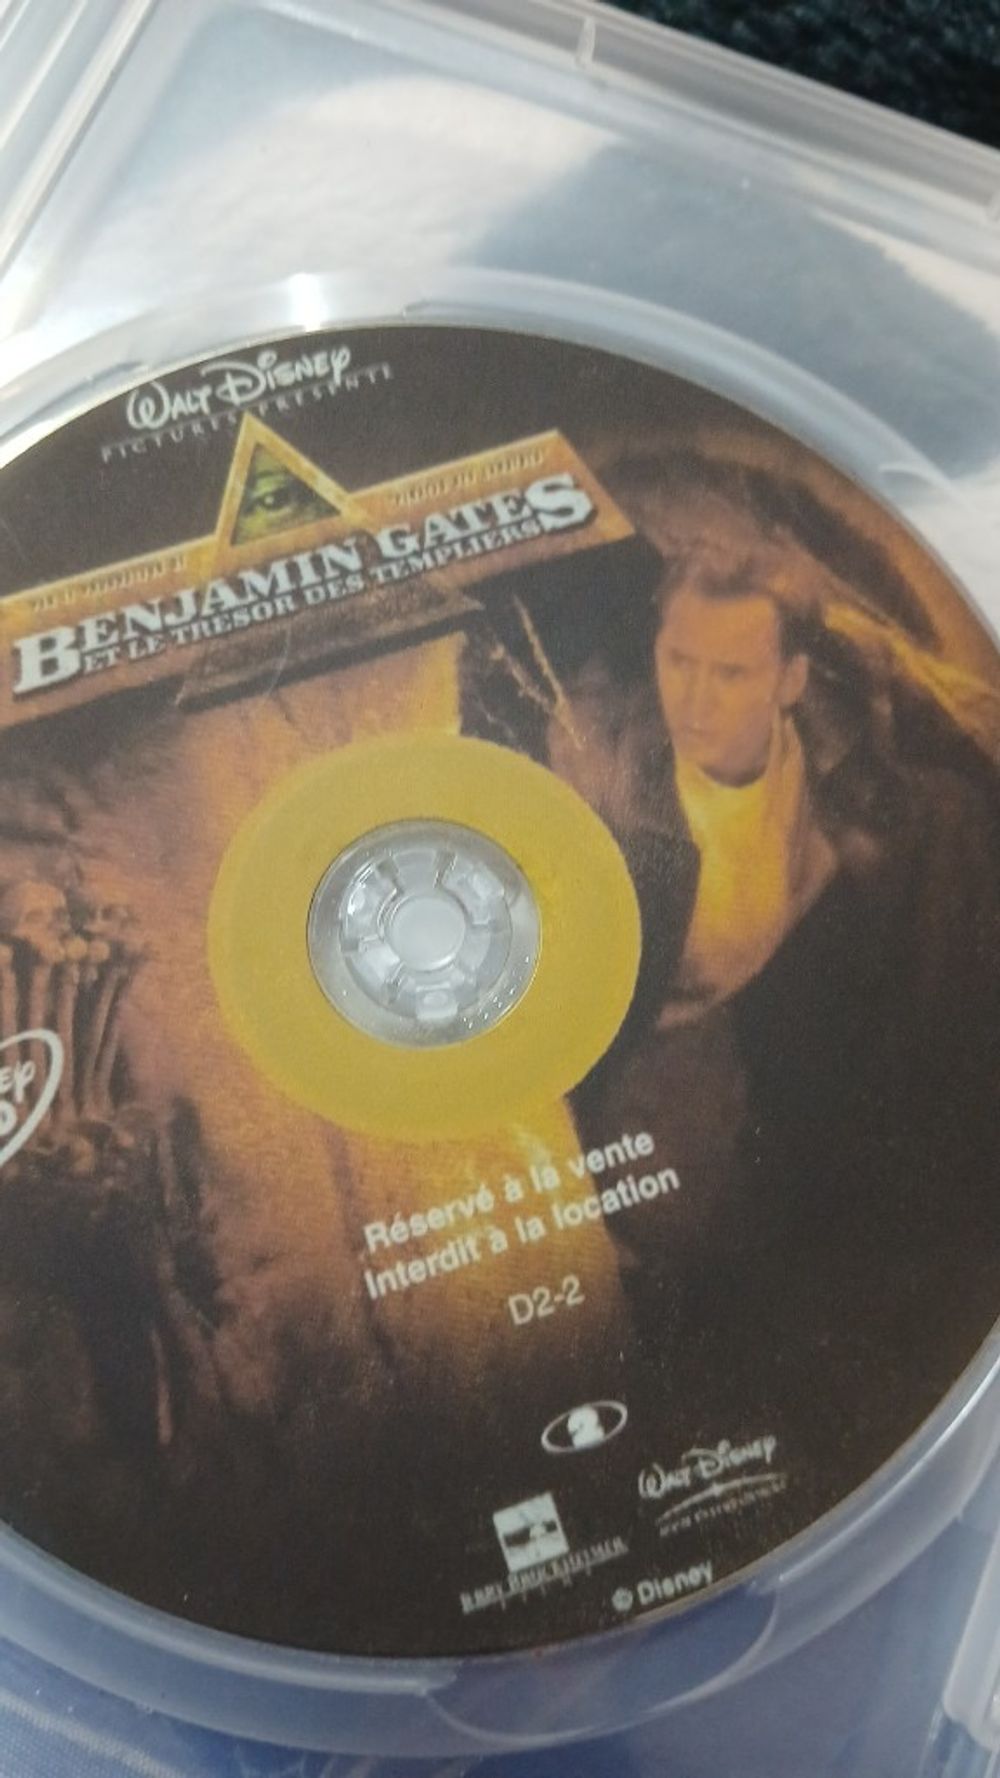 WALT DISNEY
PICTURES PRESENTE
BENJAMIN GATES
ET LE TRESOR DES TEMPLIERS
Réservé à la vente
Interdit à la location
D2-2
2
WALT DISNEY
© Disney